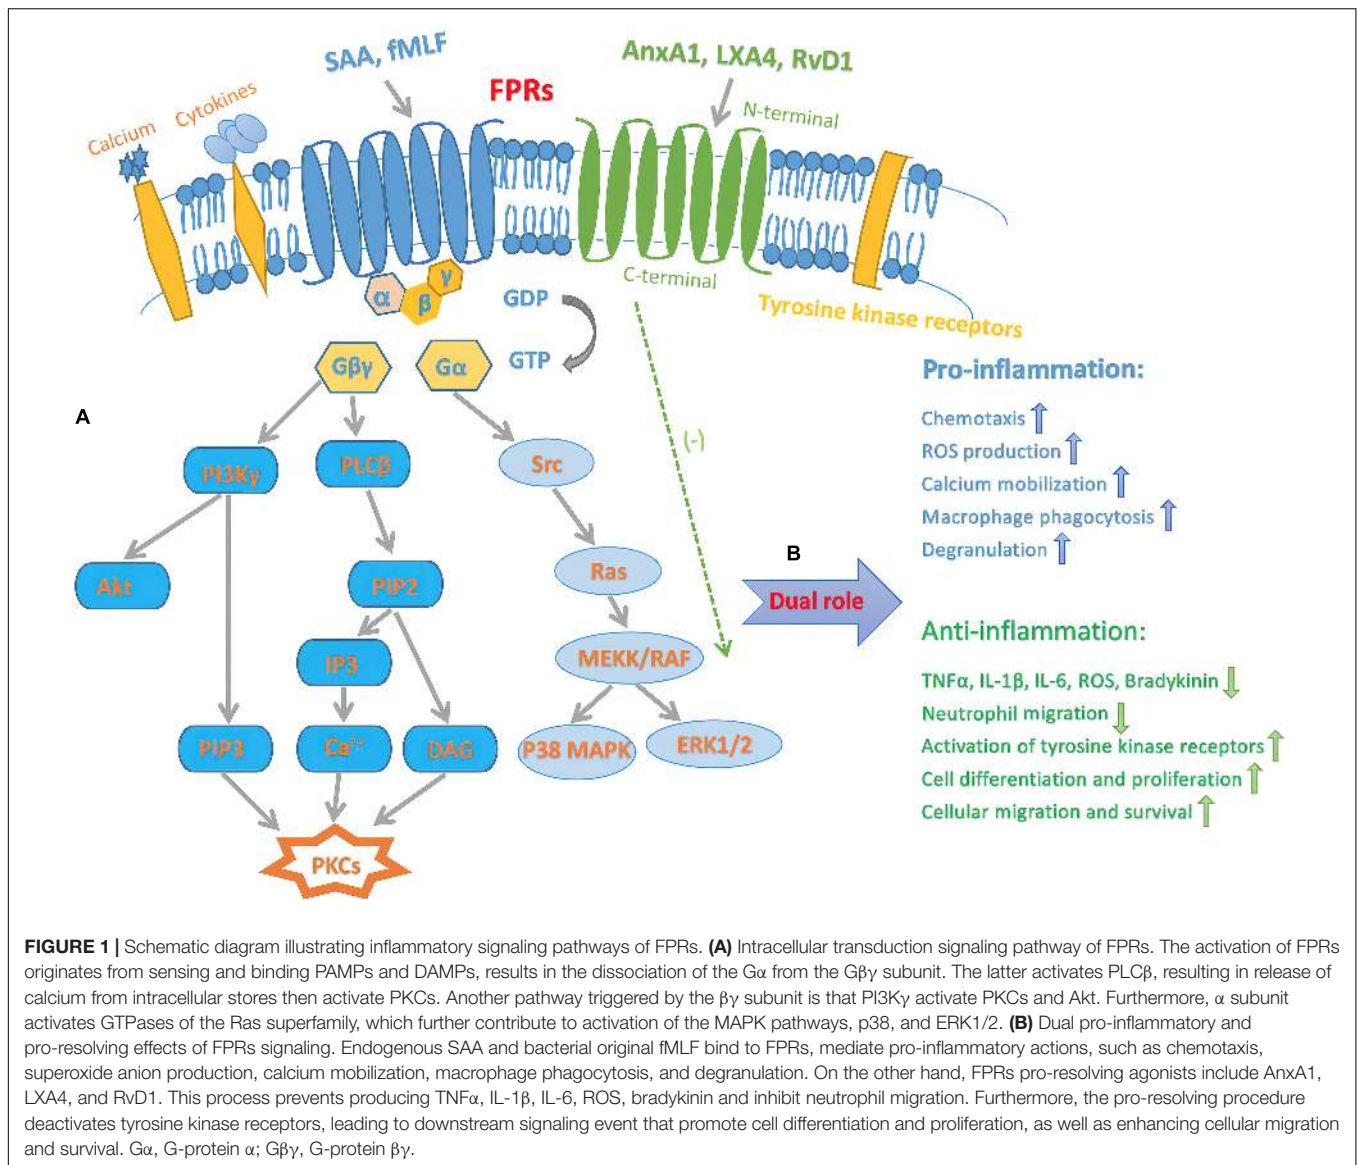 SAA, fMLF
AnxA1, LXA4, RvD1
FPRs
N-terminal
Calcium
Cytokines
C-terminal
α
β
γ
GDP
GTP
Tyrosine kinase receptors
Gβγ
Gα
A
PI3Kγ
PLCβ
Src
(-)
Akt
PIP2
Ras
IP3
MEKK/RAF
PIP3
Ca²⁺
DAG
P38 MAPK
ERK1/2
PKCs
B
Dual role
Pro-inflammation:
Chemotaxis
ROS production
Calcium mobilization
Macrophage phagocytosis
Degranulation
Anti-inflammation:
TNFα, IL-1β, IL-6, ROS, Bradykinin
Neutrophil migration
Activation of tyrosine kinase receptors
Cell differentiation and proliferation
Cellular migration and survival
FIGURE 1 | Schematic diagram illustrating inflammatory signaling pathways of FPRs. (A) Intracellular transduction signaling pathway of FPRs. The activation of FPRs
originates from sensing and binding PAMPs and DAMPs, results in the dissociation of the Gα from the Gβγ subunit. The latter activates PLCβ, resulting in release of
calcium from intracellular stores then activate PKCs. Another pathway triggered by the βγ subunit is that PI3Kγ activate PKCs and Akt. Furthermore, α subunit
activates GTPases of the Ras superfamily, which further contribute to activation of the MAPK pathways, p38, and ERK1/2. (B) Dual pro-inflammatory and
pro-resolving effects of FPRs signaling. Endogenous SAA and bacterial original fMLF bind to FPRs, mediate pro-inflammatory actions, such as chemotaxis,
superoxide anion production, calcium mobilization, macrophage phagocytosis, and degranulation. On the other hand, FPRs pro-resolving agonists include AnxA1,
LXA4, and RvD1. This process prevents producing TNFα, IL-1β, IL-6, ROS, bradykinin and inhibit neutrophil migration. Furthermore, the pro-resolving procedure
deactivates tyrosine kinase receptors, leading to downstream signaling event that promote cell differentiation and proliferation, as well as enhancing cellular migration
and survival. Gα, G-protein α; Gβγ, G-protein βγ.